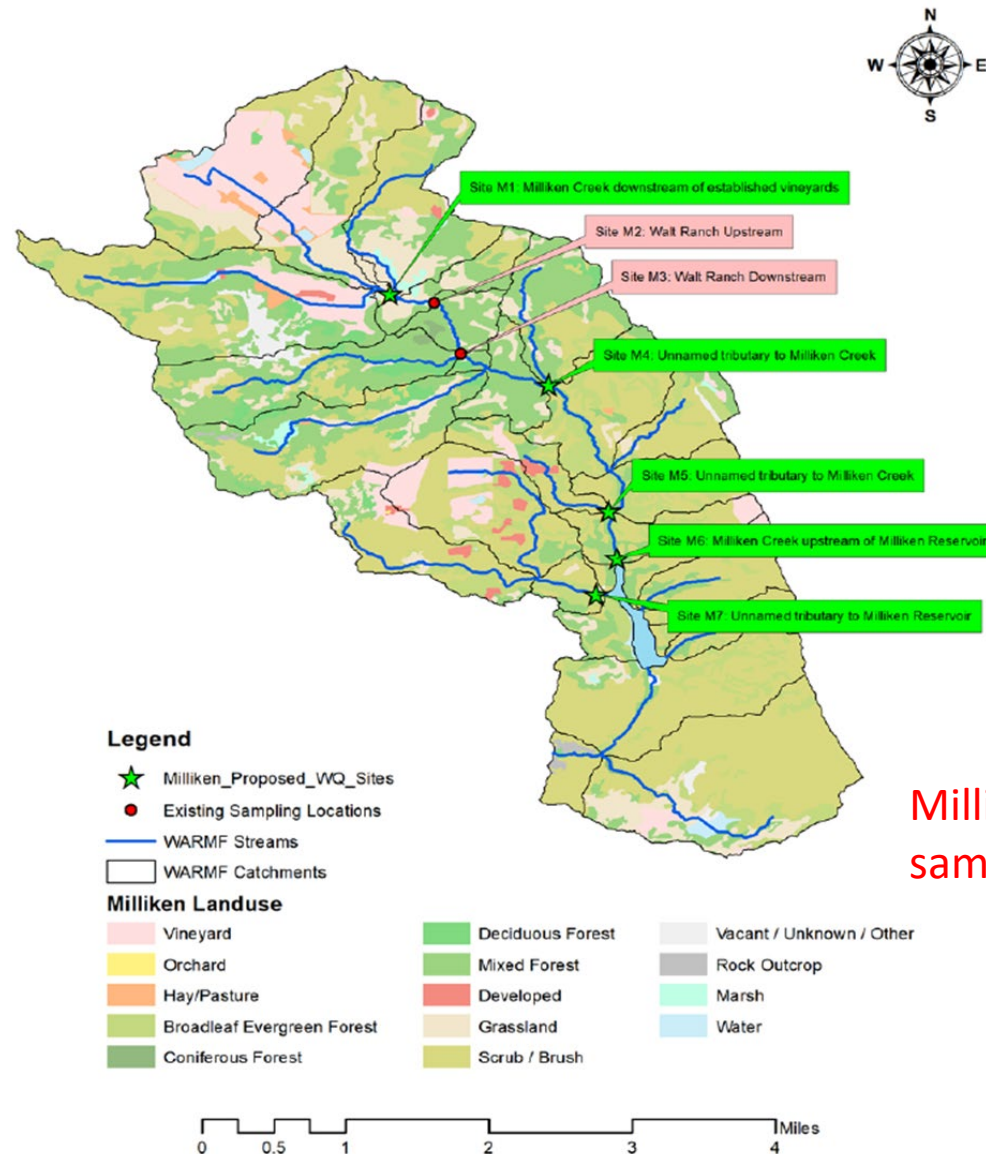 N
W E
S
Site M1: Milliken Creek downstream of established vineyards
Site M2: Walt Ranch Upstream
Site M3: Walt Ranch Downstream
Site M4: Unnamed tributary to Milliken Creek
Site M5: Unnamed tributary to Milliken Creek
Site M6: Milliken Creek upstream of Milliken Reservoir
Site M7: Unnamed tributary to Milliken Reservoir
Legend
Milliken_Proposed_WQ_Sites
Existing Sampling Locations
WARMF Streams
WARMF Catchments
Milliken Landuse
Vineyard
Orchard
Hay/Pasture
Broadleaf Evergreen Forest
Coniferous Forest
Deciduous Forest
Mixed Forest
Developed
Grassland
Scrub / Brush
Vacant / Unknown / Other
Rock Outcrop
Marsh
Water
Milli
sam
Miles
0 0.5 1 2 3 4